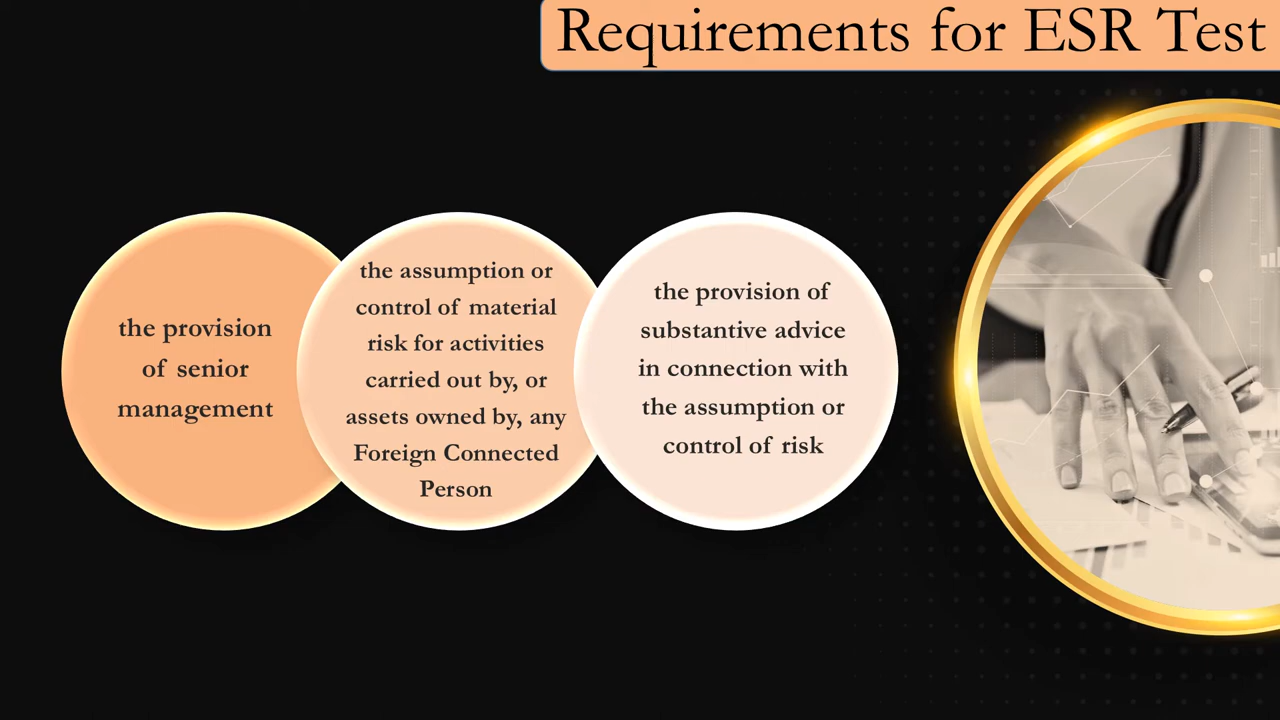 Requirements for ESR Test
the provision
of senior
management
the assumption or
control of material
risk for activities
carried out by, or
assets owned by, any
Foreign Connected
Person
the provision of
substantive advice
in connection with
the assumption or
control of risk